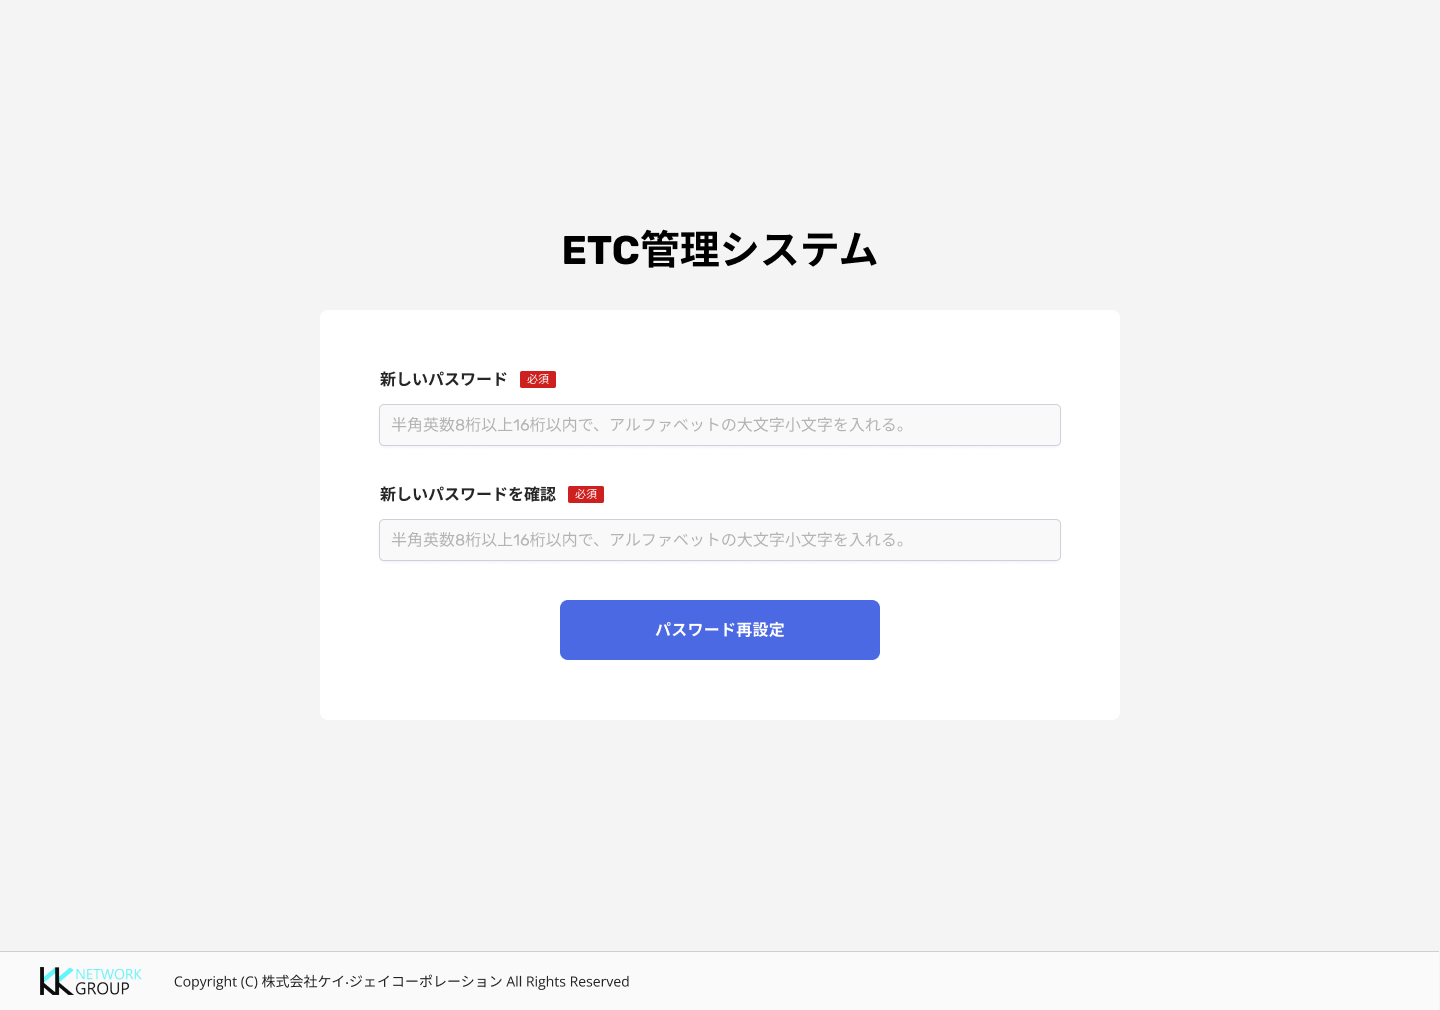 ETC管理システム
新しいパスワード 必須
半角英数8桁以上16桁以内で、アルファベットの大文字小文字を入れる。
新しいパスワードを確認 必須
半角英数8桁以上16桁以内で、アルファベットの大文字小文字を入れる。
パスワード再設定
KK NETWORK GROUP
Copyright (C) 株式会社ケイ·ジェイコーポレーション All Rights Reserved